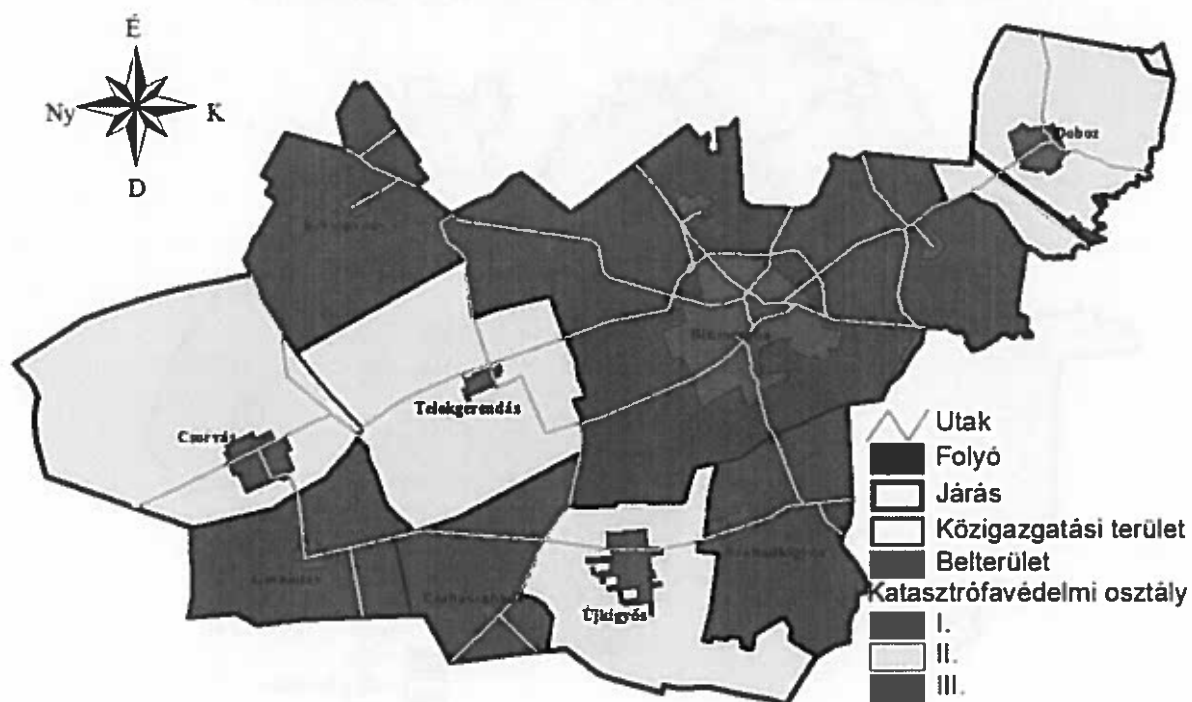 É
Ny K
D
Doboz
Telekgerendás
Csorvás
Újkígyós
Utak
Folyó
Járás
Közigazgatási terület
Belterület
Katasztrófavédelmi osztály
I.
II.
III.